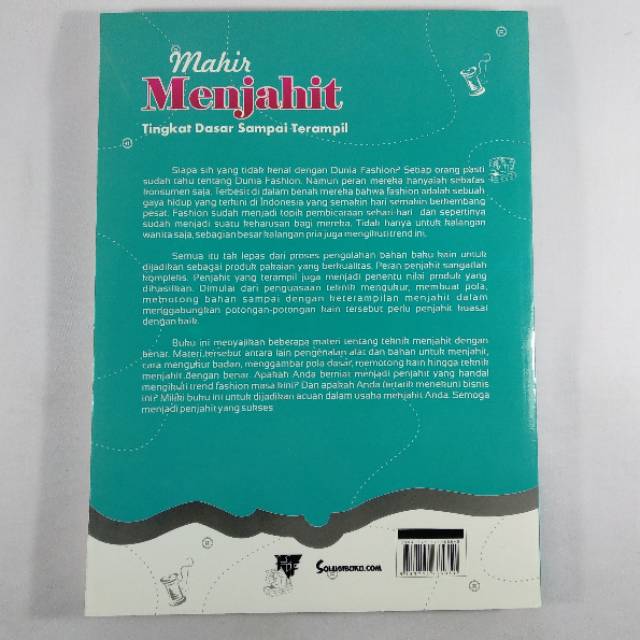 Mahir
Menjahit
Tingkat Dasar Sampai Terampil
Siapa sih yang tidak kenal dengan Dunia Fashion? Setiap orang pasti
sudah tahu tentang Dunia Fashion. Namun peran mereka hanyalah sebatas
konsumen saja. Terbesit di dalam benak mereka bahwa fashion adalah sebuah
gaya hidup yang terkini di Indonesia yang semakin hari semakin berkembang
pesat. Fashion sudah menjadi topik pembicaraan sehari-hari dan sepertinya
sudah menjadi suatu keharusan bagi mereka. Tidak hanya untuk kalangan
wanita saja, sebagian besar kalangan pria juga mengikuti trend ini.
Semua itu tak lepas dari proses pengolahan bahan baku kain untuk
dijadikan sebagai produk pakaian yang berkualitas. Peran penjahit sangatlah
kompleks. Penjahit yang terampil juga menjadi penentu nilai produk yang
dihasilkan. Dimulai dari penguasaan teknik mengukur, membuat pola,
memotong bahan sampai dengan keterampilan menjahit dalam
menggabungkan potongan-potongan kain tersebut perlu penjahit kuasai
dengan baik.
Buku ini menyajikan beberapa materi tentang teknik menjahit dengan
benar. Materi tersebut antara lain pengenalan alat dan bahan untuk menjahit,
cara mengukur badan, menggambar pola dasar, memotong kain hingga teknik
menjahit dengan benar. Apakah Anda berniat menjadi penjahit yang handal
mengikuti trend fashion masa kini? Dan apakah Anda tertarik menekuni bisnis
ini? Miliki buku ini untuk dijadikan acuan dalam usaha menjahit Anda. Semoga
menjadi penjahit yang sukses.
SOLUSIBUKU.COM